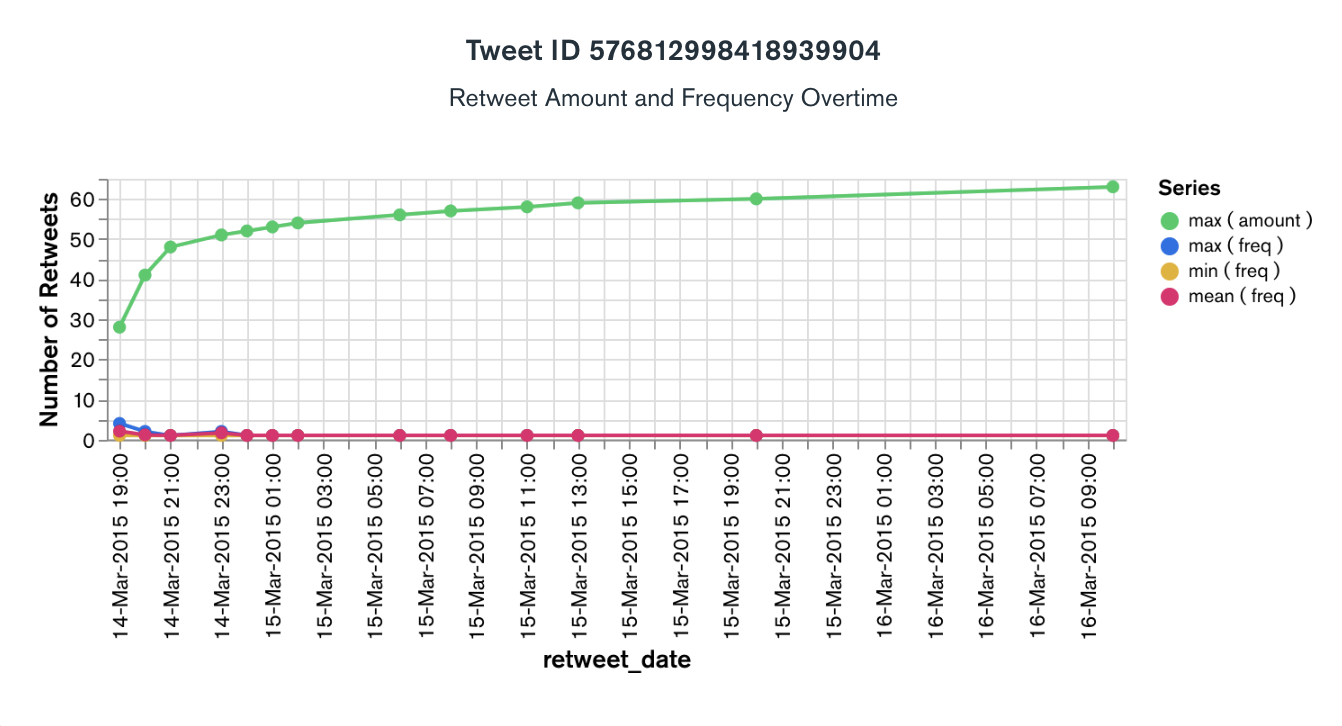 Tweet ID 576812998418939904
Retweet Amount and Frequency Overtime
Number of Retweets
60
50
40
30
20
10
0
14-Mar-2015 19:00
14-Mar-2015 21:00
14-Mar-2015 23:00
15-Mar-2015 01:00
15-Mar-2015 03:00
15-Mar-2015 05:00
15-Mar-2015 07:00
15-Mar-2015 09:00
15-Mar-2015 11:00
15-Mar-2015 13:00
15-Mar-2015 15:00
15-Mar-2015 17:00
15-Mar-2015 19:00
15-Mar-2015 21:00
15-Mar-2015 23:00
16-Mar-2015 01:00
16-Mar-2015 03:00
16-Mar-2015 05:00
16-Mar-2015 07:00
16-Mar-2015 09:00
retweet_date
Series
max ( amount )
max ( freq )
min ( freq )
mean ( freq )